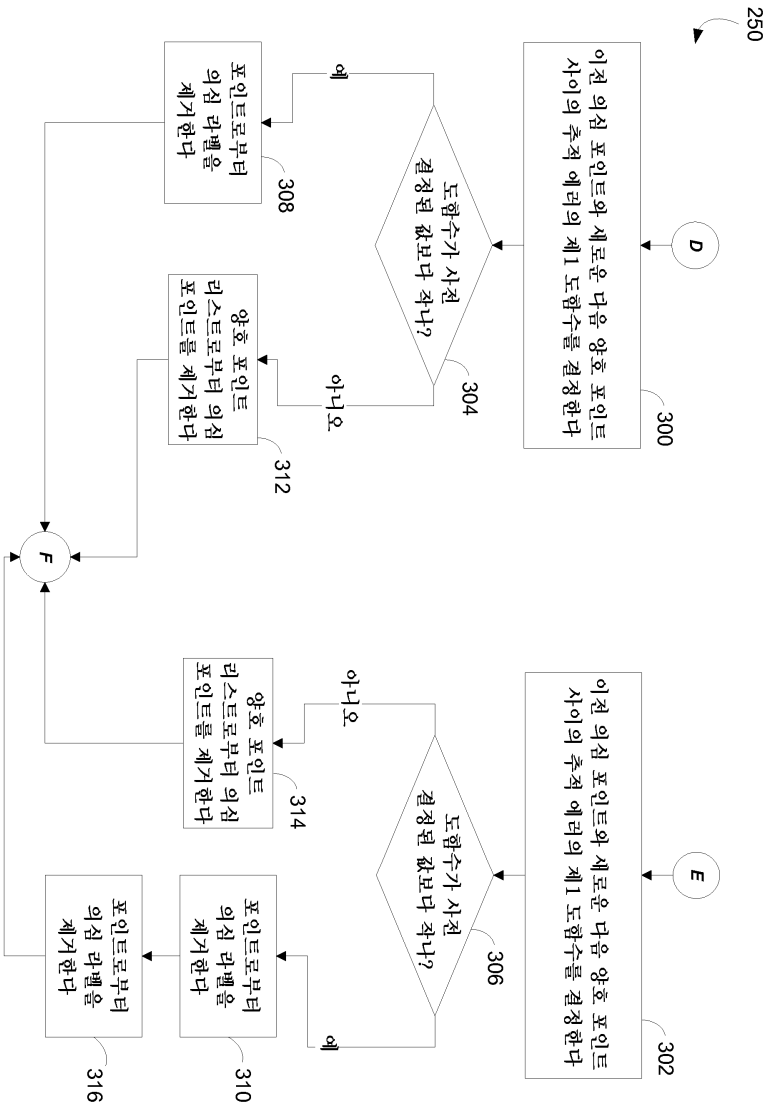 250
D
이전 의심 포인트와 새로운 다음 양호 포인트
사이의 추적 에러의 제1 도함수를 결정한다
300
도함수가 사전
결정된 값보다 작나?
304
예
포인트로부터
의심 라벨을
제거한다
308
아니오
양호 포인트
리스트로부터 의심
포인트를 제거한다
312
E
이전 의심 포인트와 새로운 다음 양호 포인트
사이의 추적 에러의 제1 도함수를 결정한다
302
도함수가 사전
결정된 값보다 작나?
306
아니오
양호 포인트
리스트로부터 의심
포인트를 제거한다
314
예
포인트로부터
의심 라벨을
제거한다
310
포인트로부터
의심 라벨을
제거한다
316
F